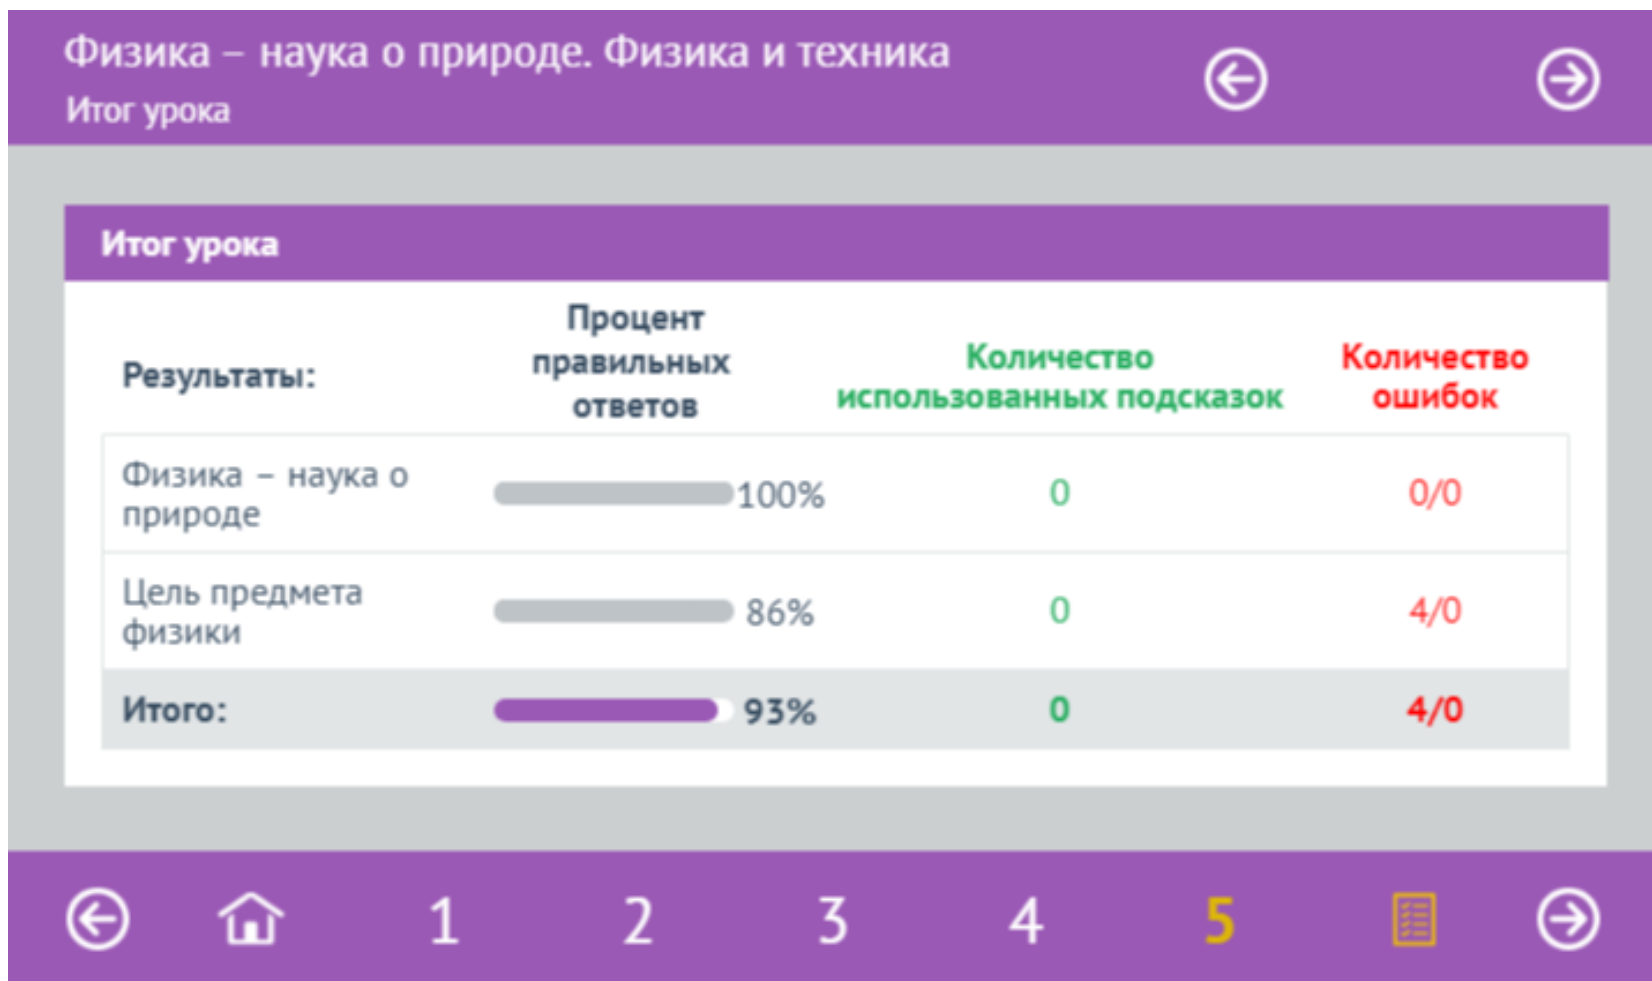 Физика – наука о природе. Физика и техника
Итог урока
Итог урока
Результаты:
Процент
правильных
ответов
Количество
использованных подсказок
Количество
ошибок
Физика – наука о
природе
100%
0
0/0
Цель предмета
физики
86%
0
4/0
Итого:
93%
0
4/0
1
2
3
4
5